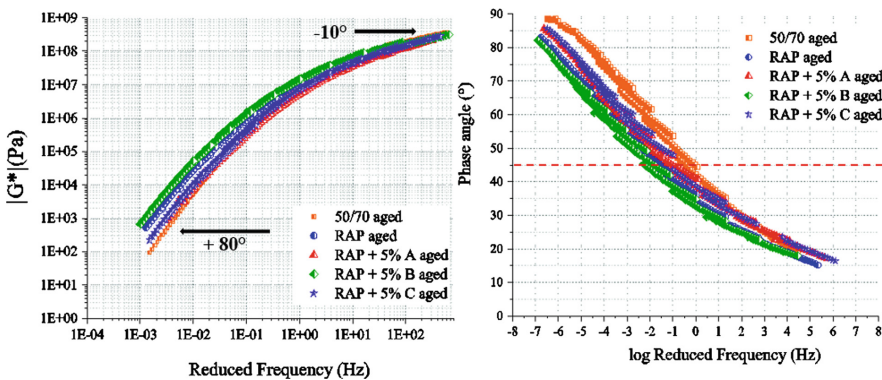 1E+09
1E+08
1E+07
1E+06
1E+05
1E+04
1E+03
1E+02
1E+01
1E+00
|G*|(Pa)
-10°
+ 80°
50/70 aged
RAP aged
RAP + 5% A aged
RAP + 5% B aged
RAP + 5% C aged
1E-04 1E-03 1E-02 1E-01 1E+00 1E+01 1E+02
Reduced Frequency (Hz)
90
80
70
60
50
40
30
20
10
0
Phase angle (°)
50/70 aged
RAP aged
RAP + 5% A aged
RAP + 5% B aged
RAP + 5% C aged
-8 -7 -6 -5 -4 -3 -2 -1 0 1 2 3 4 5 6 7 8
log Reduced Frequency (Hz)